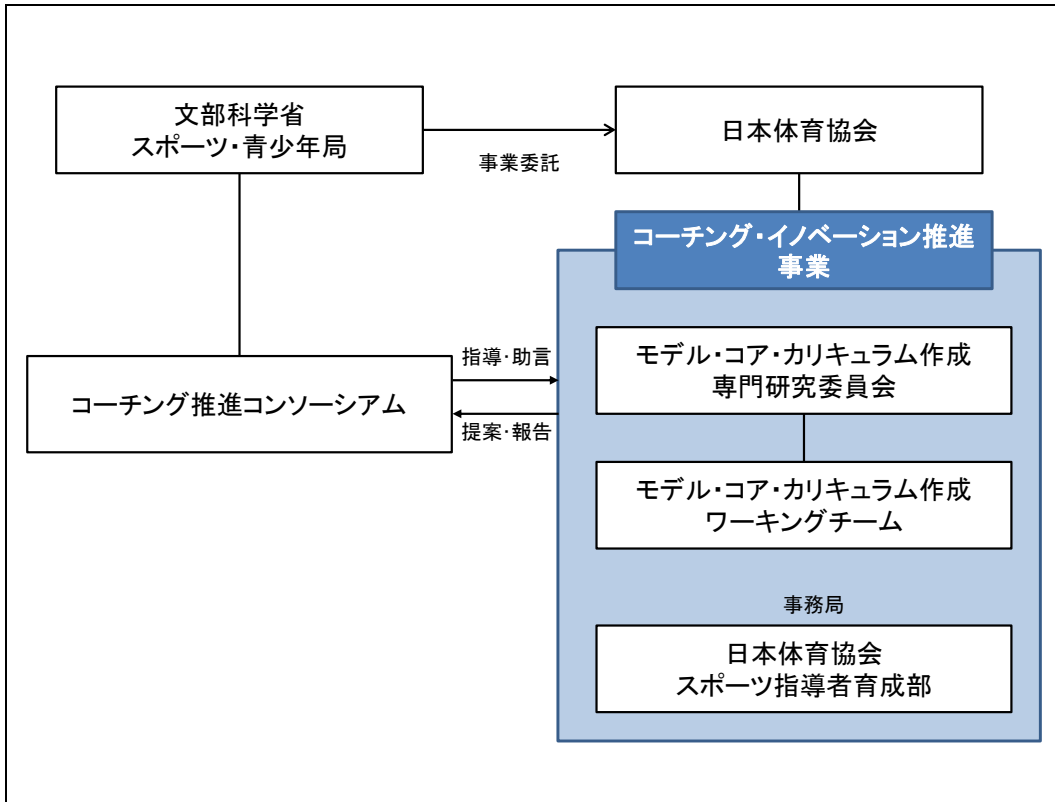 文部科学省
スポーツ・青少年局
事業委託
日本体育協会
コーチング・イノベーション推進
事業
コーチング推進コンソーシアム
指導・助言
提案・報告
モデル・コア・カリキュラム作成
専門研究委員会
モデル・コア・カリキュラム作成
ワーキングチーム
事務局
日本体育協会
スポーツ指導者育成部